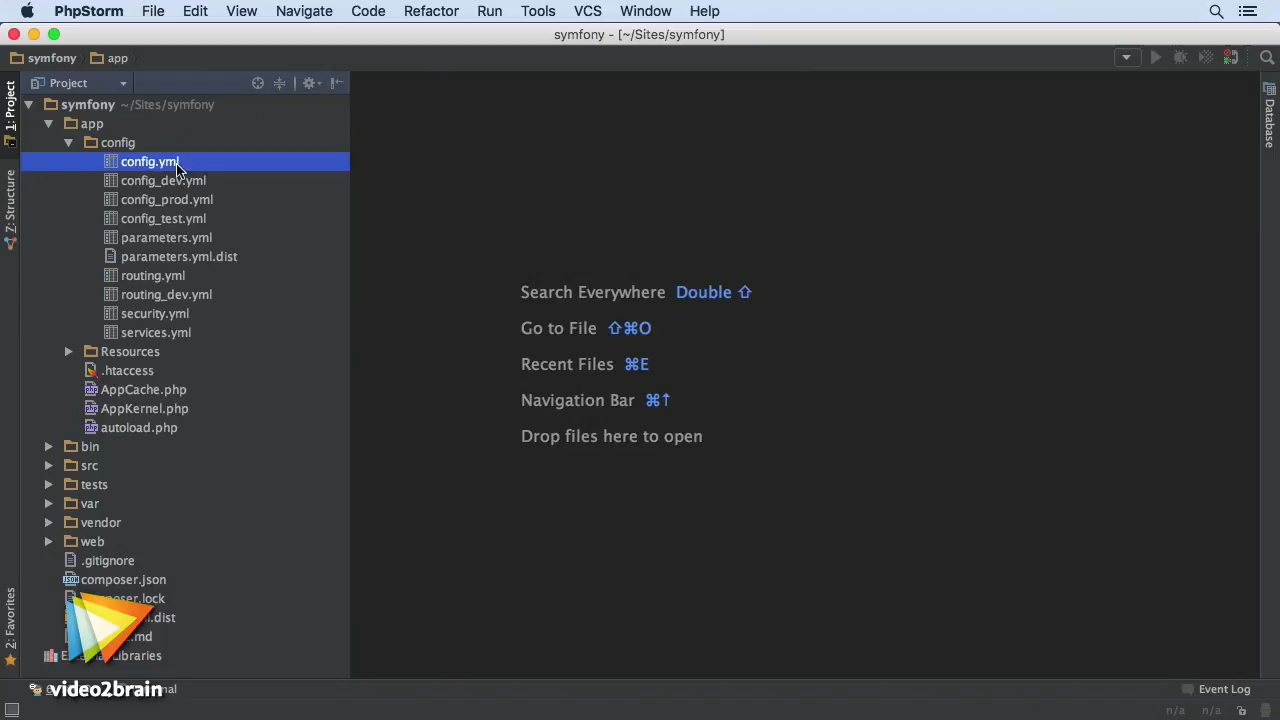 PhpStorm File Edit View Navigate Code Refactor Run Tools VCS Window Help
symfony - [~/Sites/symfony]
symfony app
1: Project
Z: Structure
2: Favorites
Project
symfony ~/Sites/symfony
app
config
config.yml
config_dev.yml
config_prod.yml
config_test.yml
parameters.yml
parameters.yml.dist
routing.yml
routing_dev.yml
security.yml
services.yml
Resources
.htaccess
AppCache.php
AppKernel.php
autoload.php
bin
src
tests
var
vendor
web
.gitignore
composer.json
Libraries
Search Everywhere Double ⇧
Go to File ⇧⌘O
Recent Files ⌘E
Navigation Bar ⌘↑
Drop files here to open
Database
video2brain
Event Log
n/a n/a